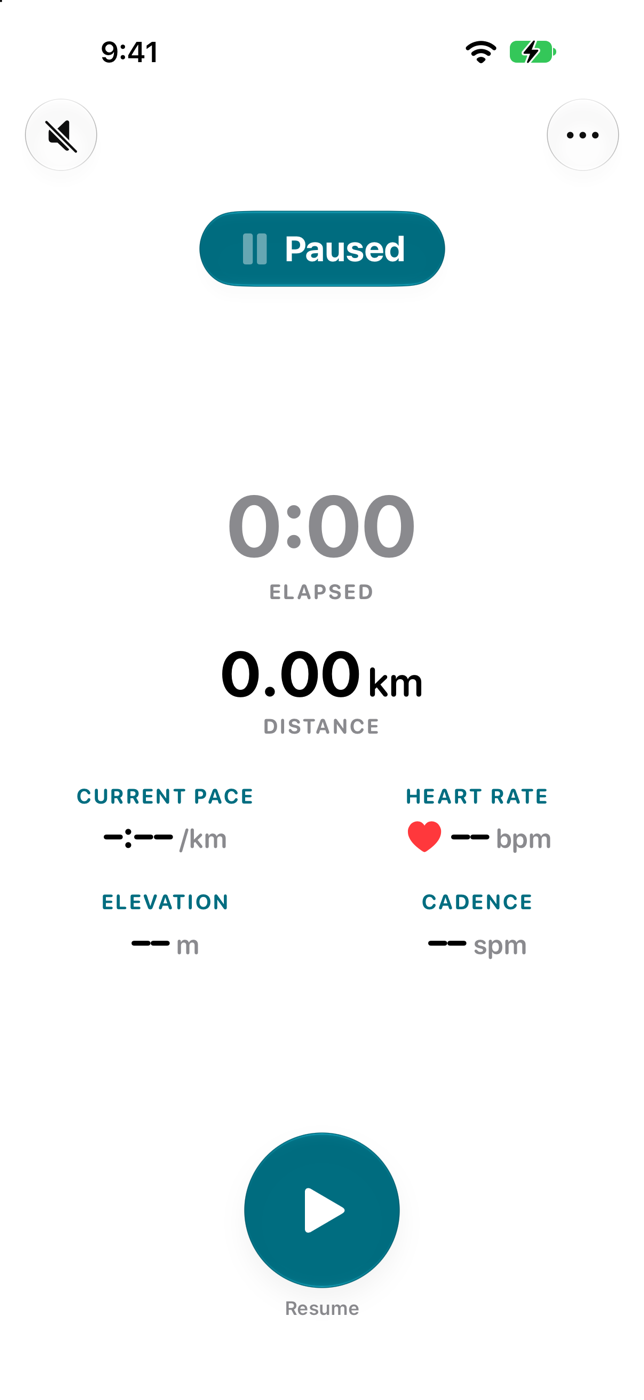 9:41
Paused
0:00
ELAPSED
0.00 km
DISTANCE
CURRENT PACE
HEART RATE
–:–– /km
–– bpm
ELEVATION
CADENCE
–– m
–– spm
Resume